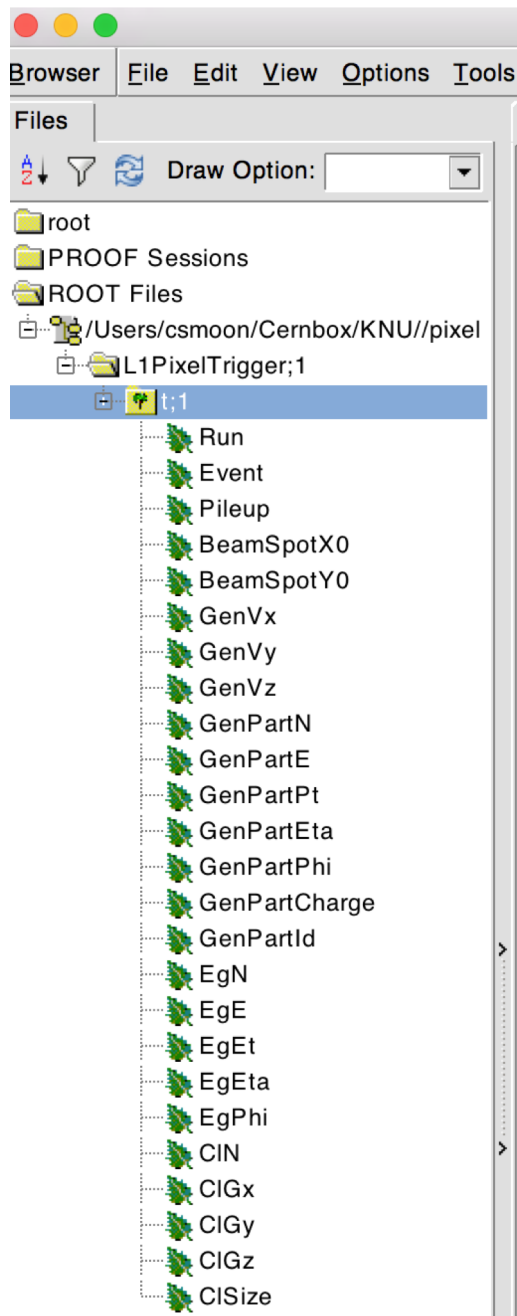 Browser File Edit View Options Tools
Files
Draw Option:
root
PROOF Sessions
ROOT Files
/Users/csmoon/Cernbox/KNU//pixel
L1PixelTrigger;1
t;1
Run
Event
Pileup
BeamSpotX0
BeamSpotY0
GenVx
GenVy
GenVz
GenPartN
GenPartE
GenPartPt
GenPartEta
GenPartPhi
GenPartCharge
GenPartId
EgN
EgE
EgEt
EgEta
EgPhi
ClN
ClGx
ClGy
ClGz
ClSize